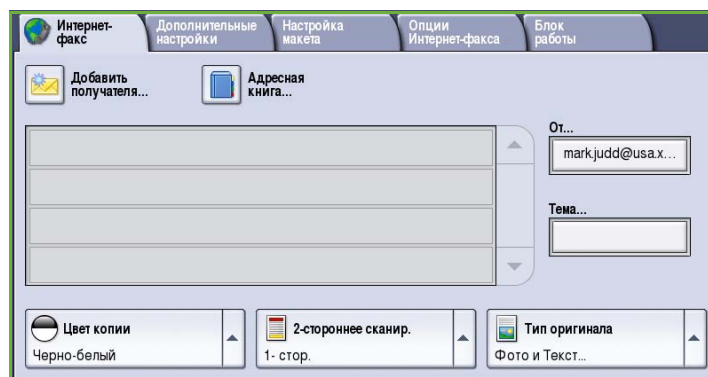 Интернет-
факс
Дополнительные
настройки
Настройка
макета
Опции
Интернет-факса
Блок
работы
Добавить
получателя...
Адресная
книга...
От...
mark.judd@usa.x...
Тема...
Цвет копии
Черно-белый
2-стороннее сканир.
1- стор.
Тип оригинала
Фото и Текст...